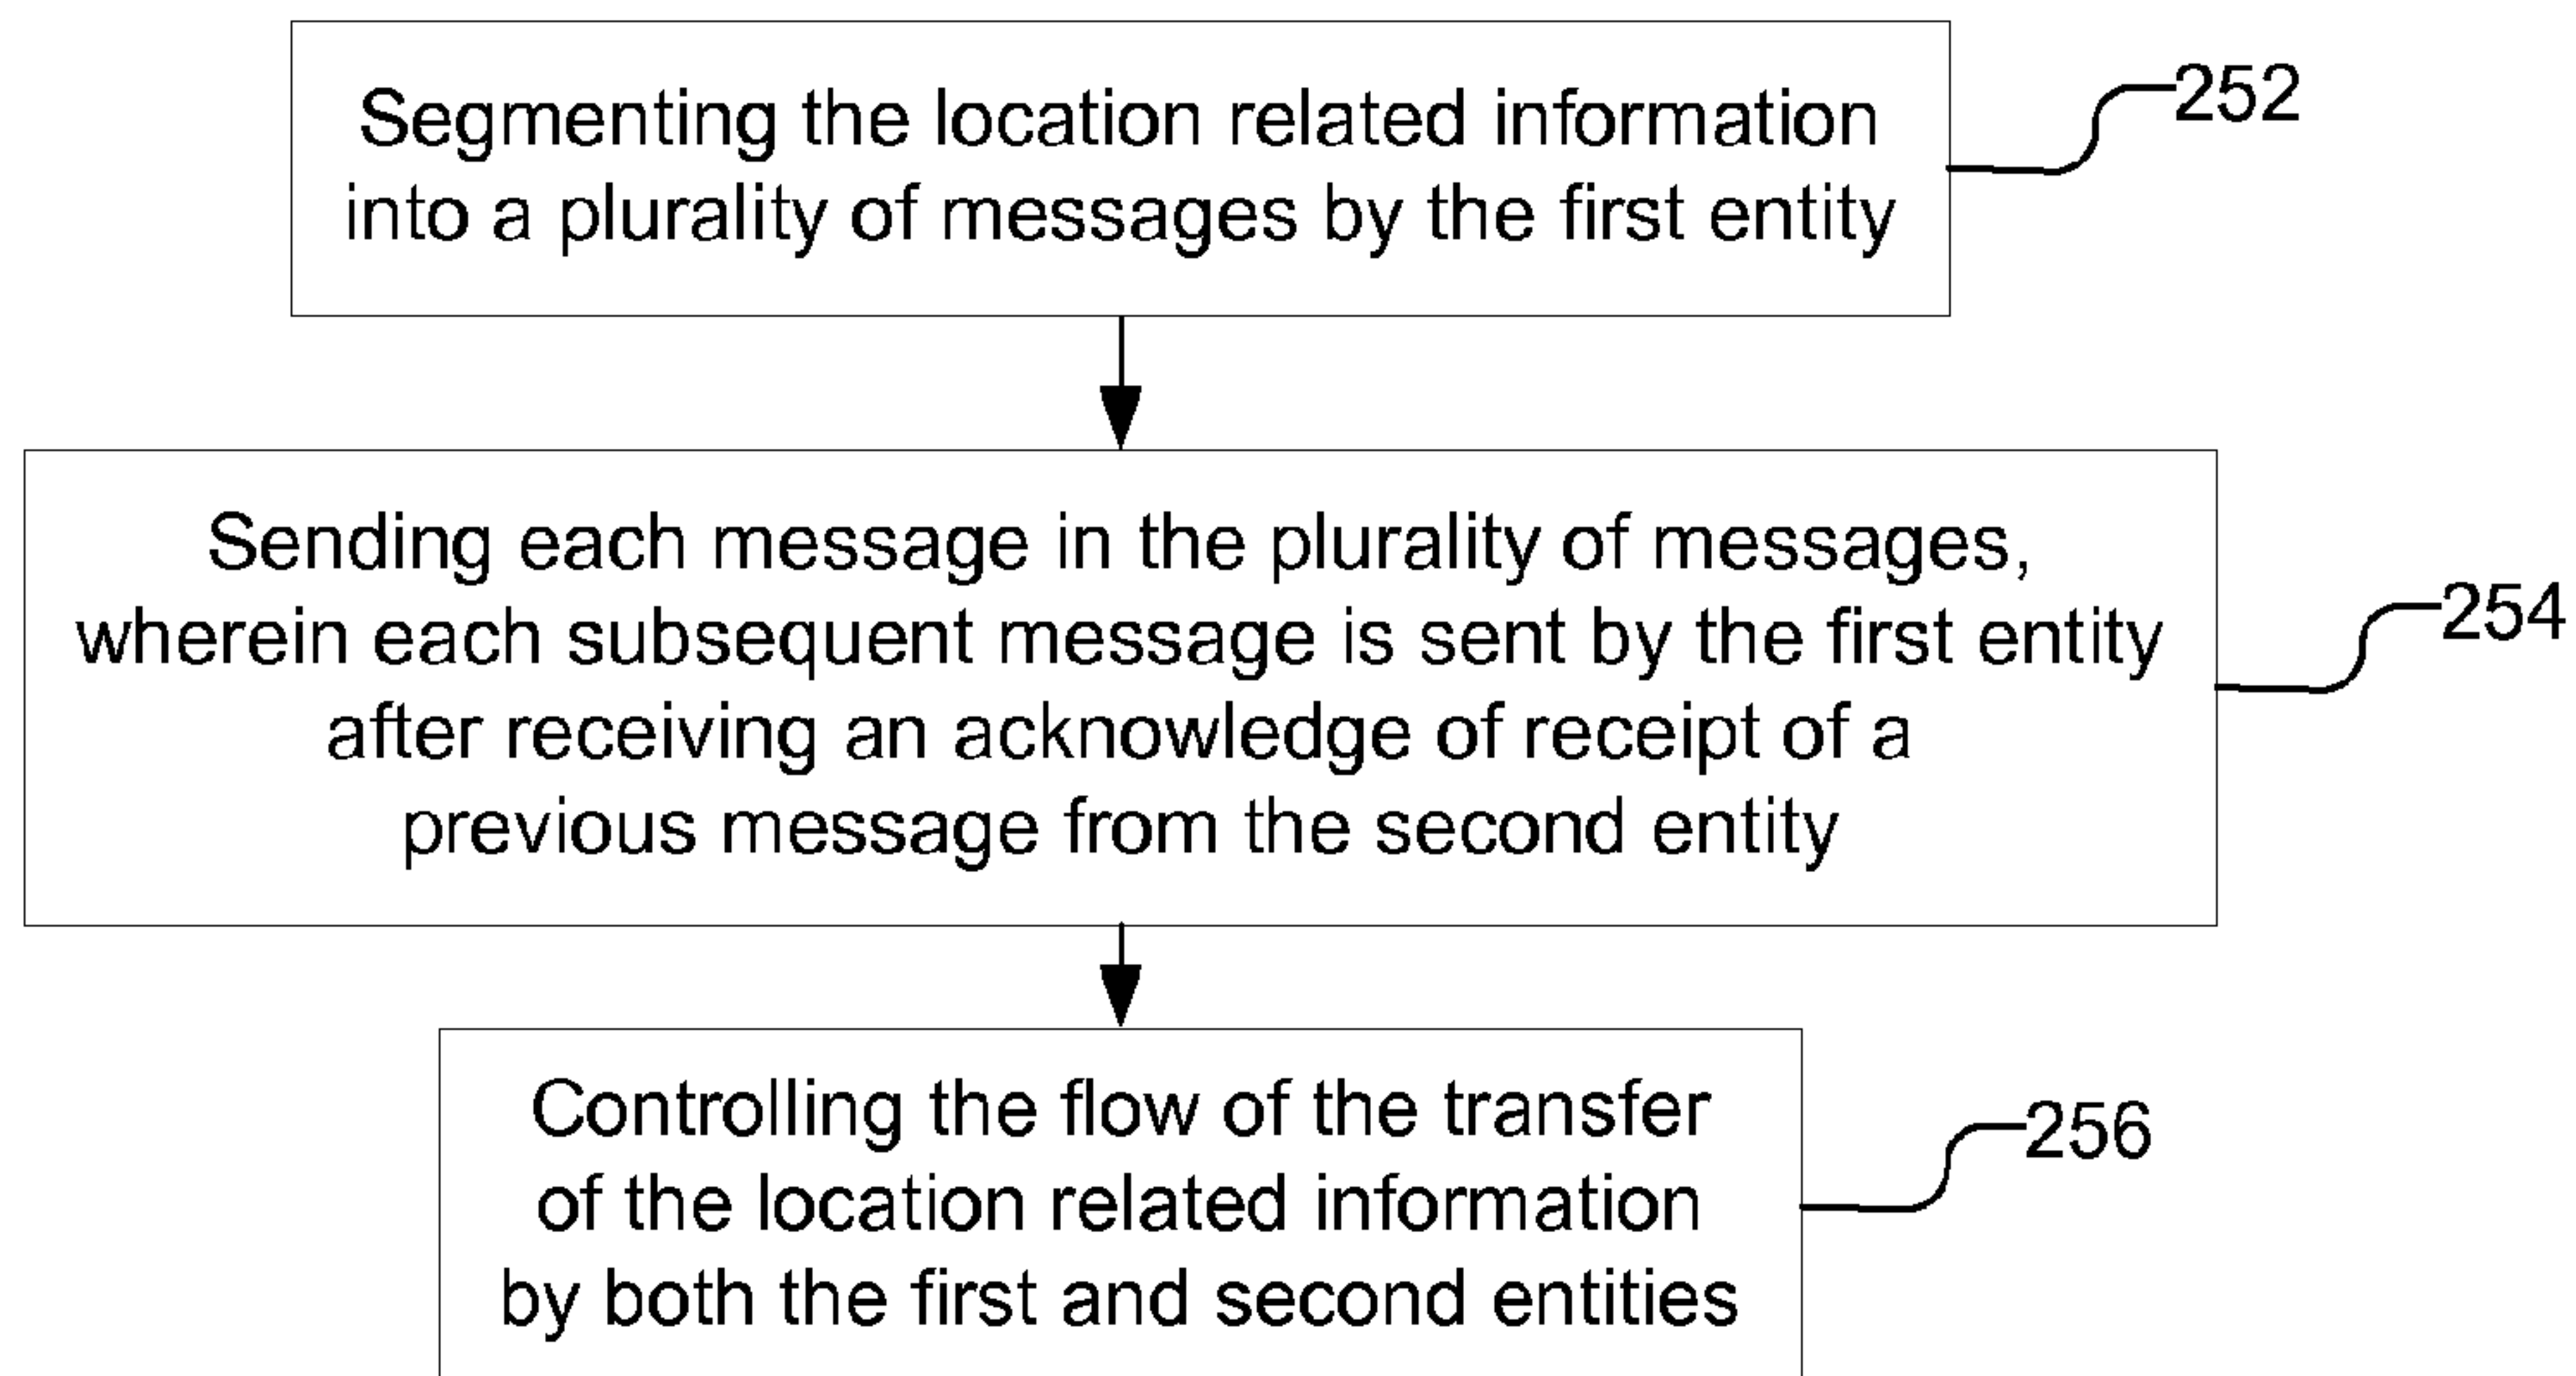 Segmenting the location related information
into a plurality of messages by the first entity
252
Sending each message in the plurality of messages,
wherein each subsequent message is sent by the first entity
after receiving an acknowledge of receipt of a
previous message from the second entity
254
Controlling the flow of the transfer
of the location related information
by both the first and second entities
256